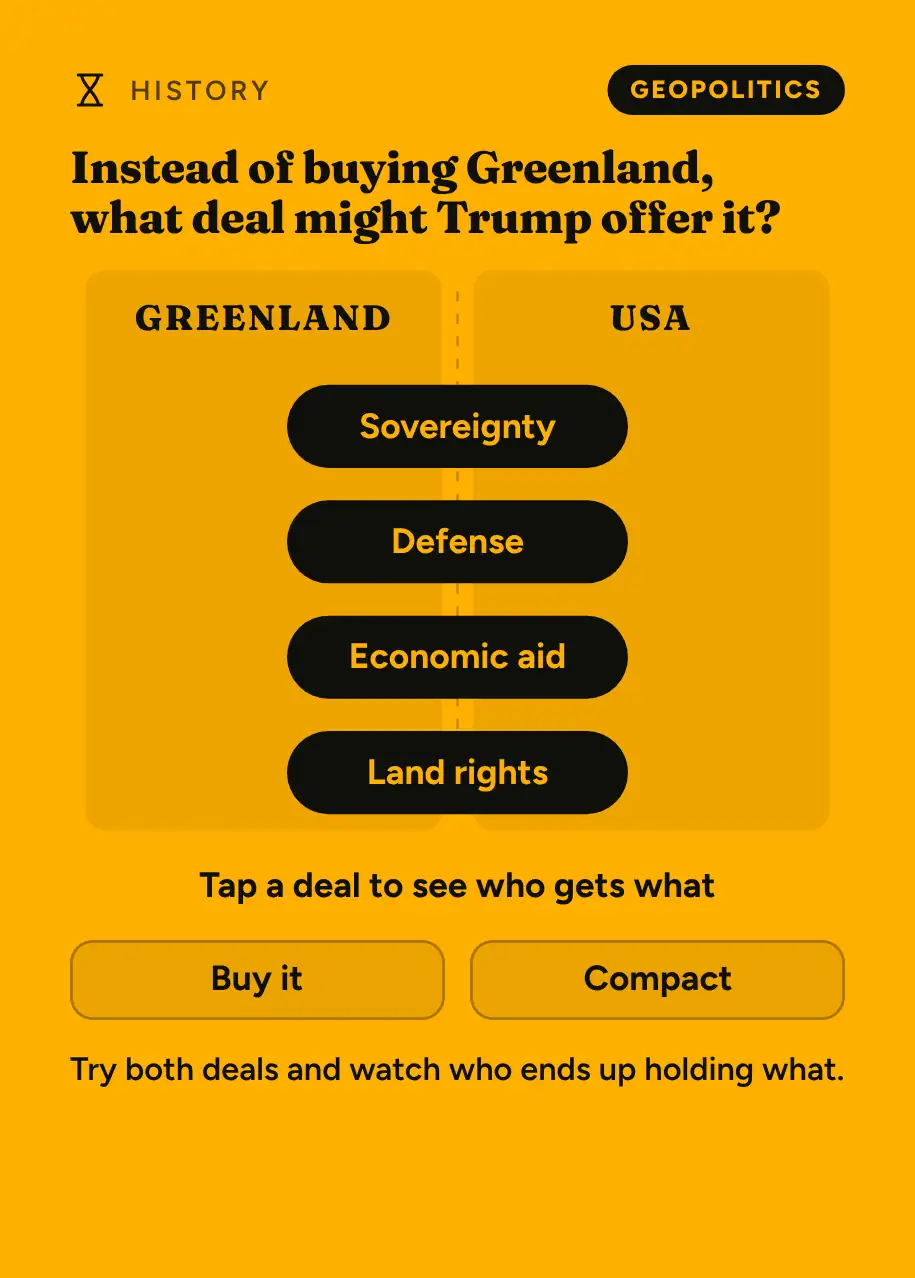 HISTORY
GEOPOLITICS
Instead of buying Greenland,
what deal might Trump offer it?
GREENLAND
USA
Sovereignty
Defense
Economic aid
Land rights
Tap a deal to see who gets what
Buy it
Compact
Try both deals and watch who ends up holding what.